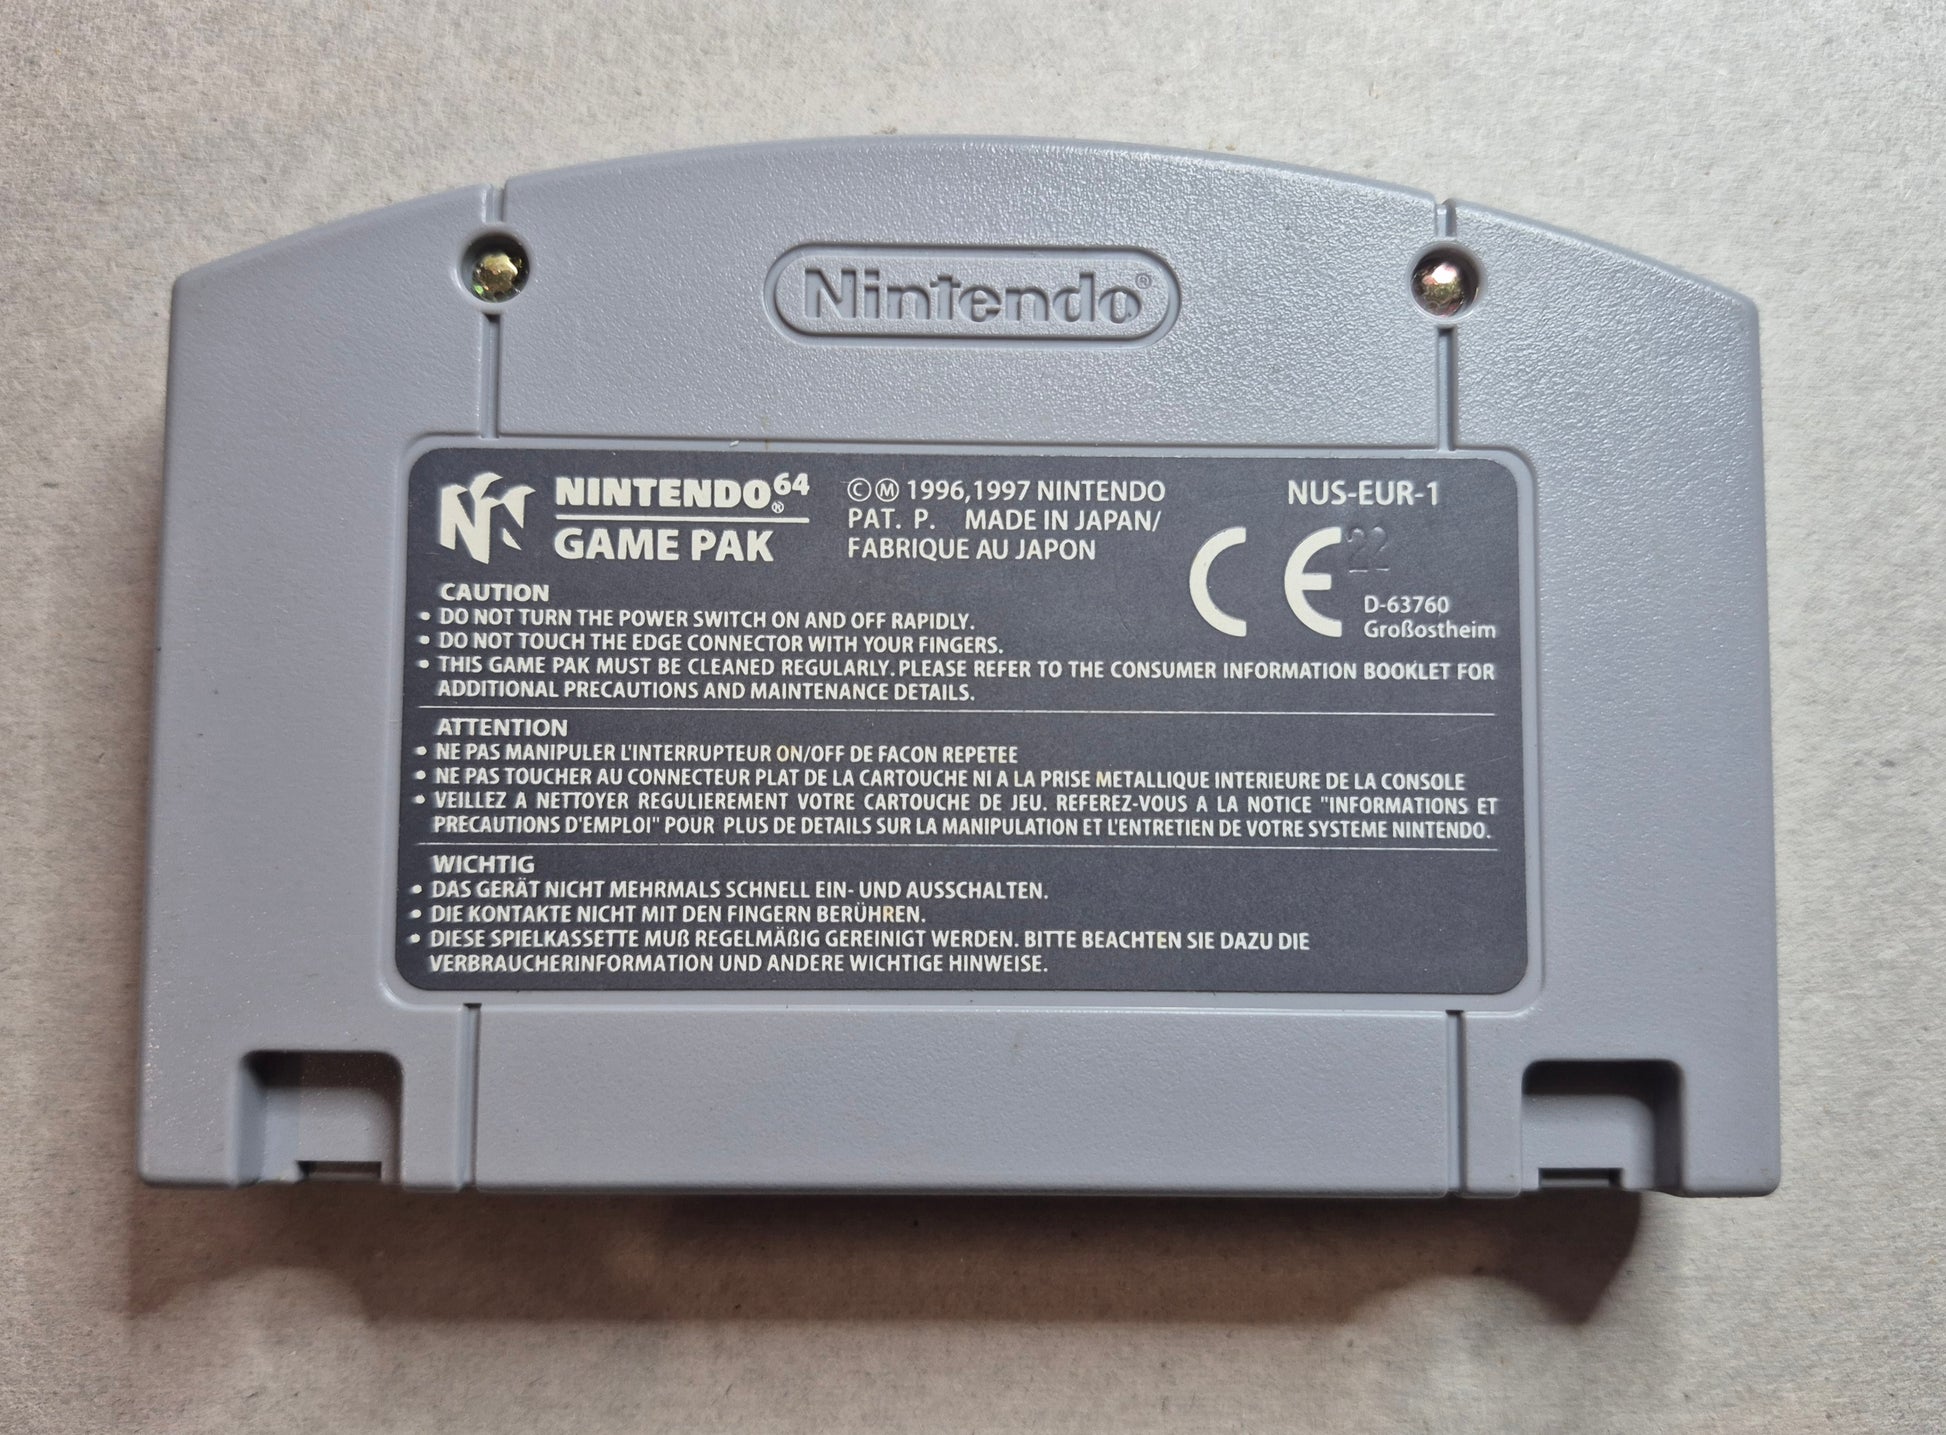 Nintendo®
NINTENDO 64®
GAME PAK
©Ⓜ 1996,1997 NINTENDO
PAT. P. MADE IN JAPAN/
FABRIQUE AU JAPON
NUS-EUR-1
CE
22
D-63760
Großostheim
CAUTION
• DO NOT TURN THE POWER SWITCH ON AND OFF RAPIDLY.
• DO NOT TOUCH THE EDGE CONNECTOR WITH YOUR FINGERS.
• THIS GAME PAK MUST BE CLEANED REGULARLY. PLEASE REFER TO THE CONSUMER INFORMATION BOOKLET FOR
ADDITIONAL PRECAUTIONS AND MAINTENANCE DETAILS.
ATTENTION
• NE PAS MANIPULER L'INTERRUPTEUR ON/OFF DE FACON REPETEE
• NE PAS TOUCHER AU CONNECTEUR PLAT DE LA CARTOUCHE NI A LA PRISE METALLIQUE INTERIEURE DE LA CONSOLE
• VEILLEZ A NETTOYER REGULIEREMENT VOTRE CARTOUCHE DE JEU. REFEREZ-VOUS A LA NOTICE "INFORMATIONS ET
PRECAUTIONS D'EMPLOI" POUR PLUS DE DETAILS SUR LA MANIPULATION ET L'ENTRETIEN DE VOTRE SYSTEME NINTENDO.
WICHTIG
• DAS GERÄT NICHT MEHRMALS SCHNELL EIN- UND AUSSCHALTEN.
• DIE KONTAKTE NICHT MIT DEN FINGERN BERÜHREN.
• DIESE SPIELKASSETTE MUß REGELMÄßIG GEREINIGT WERDEN. BITTE BEACHTEN SIE DAZU DIE
VERBRAUCHERINFORMATION UND ANDERE WICHTIGE HINWEISE.